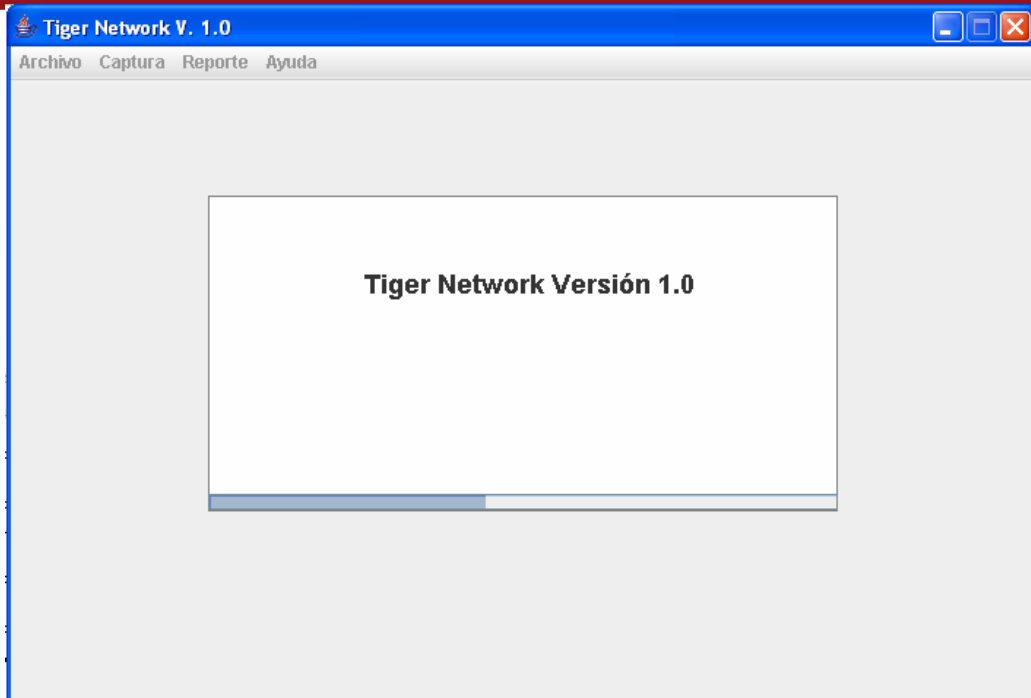 Tiger Network V. 1.0
Archivo Captura Reporte Ayuda
Tiger Network Versión 1.0